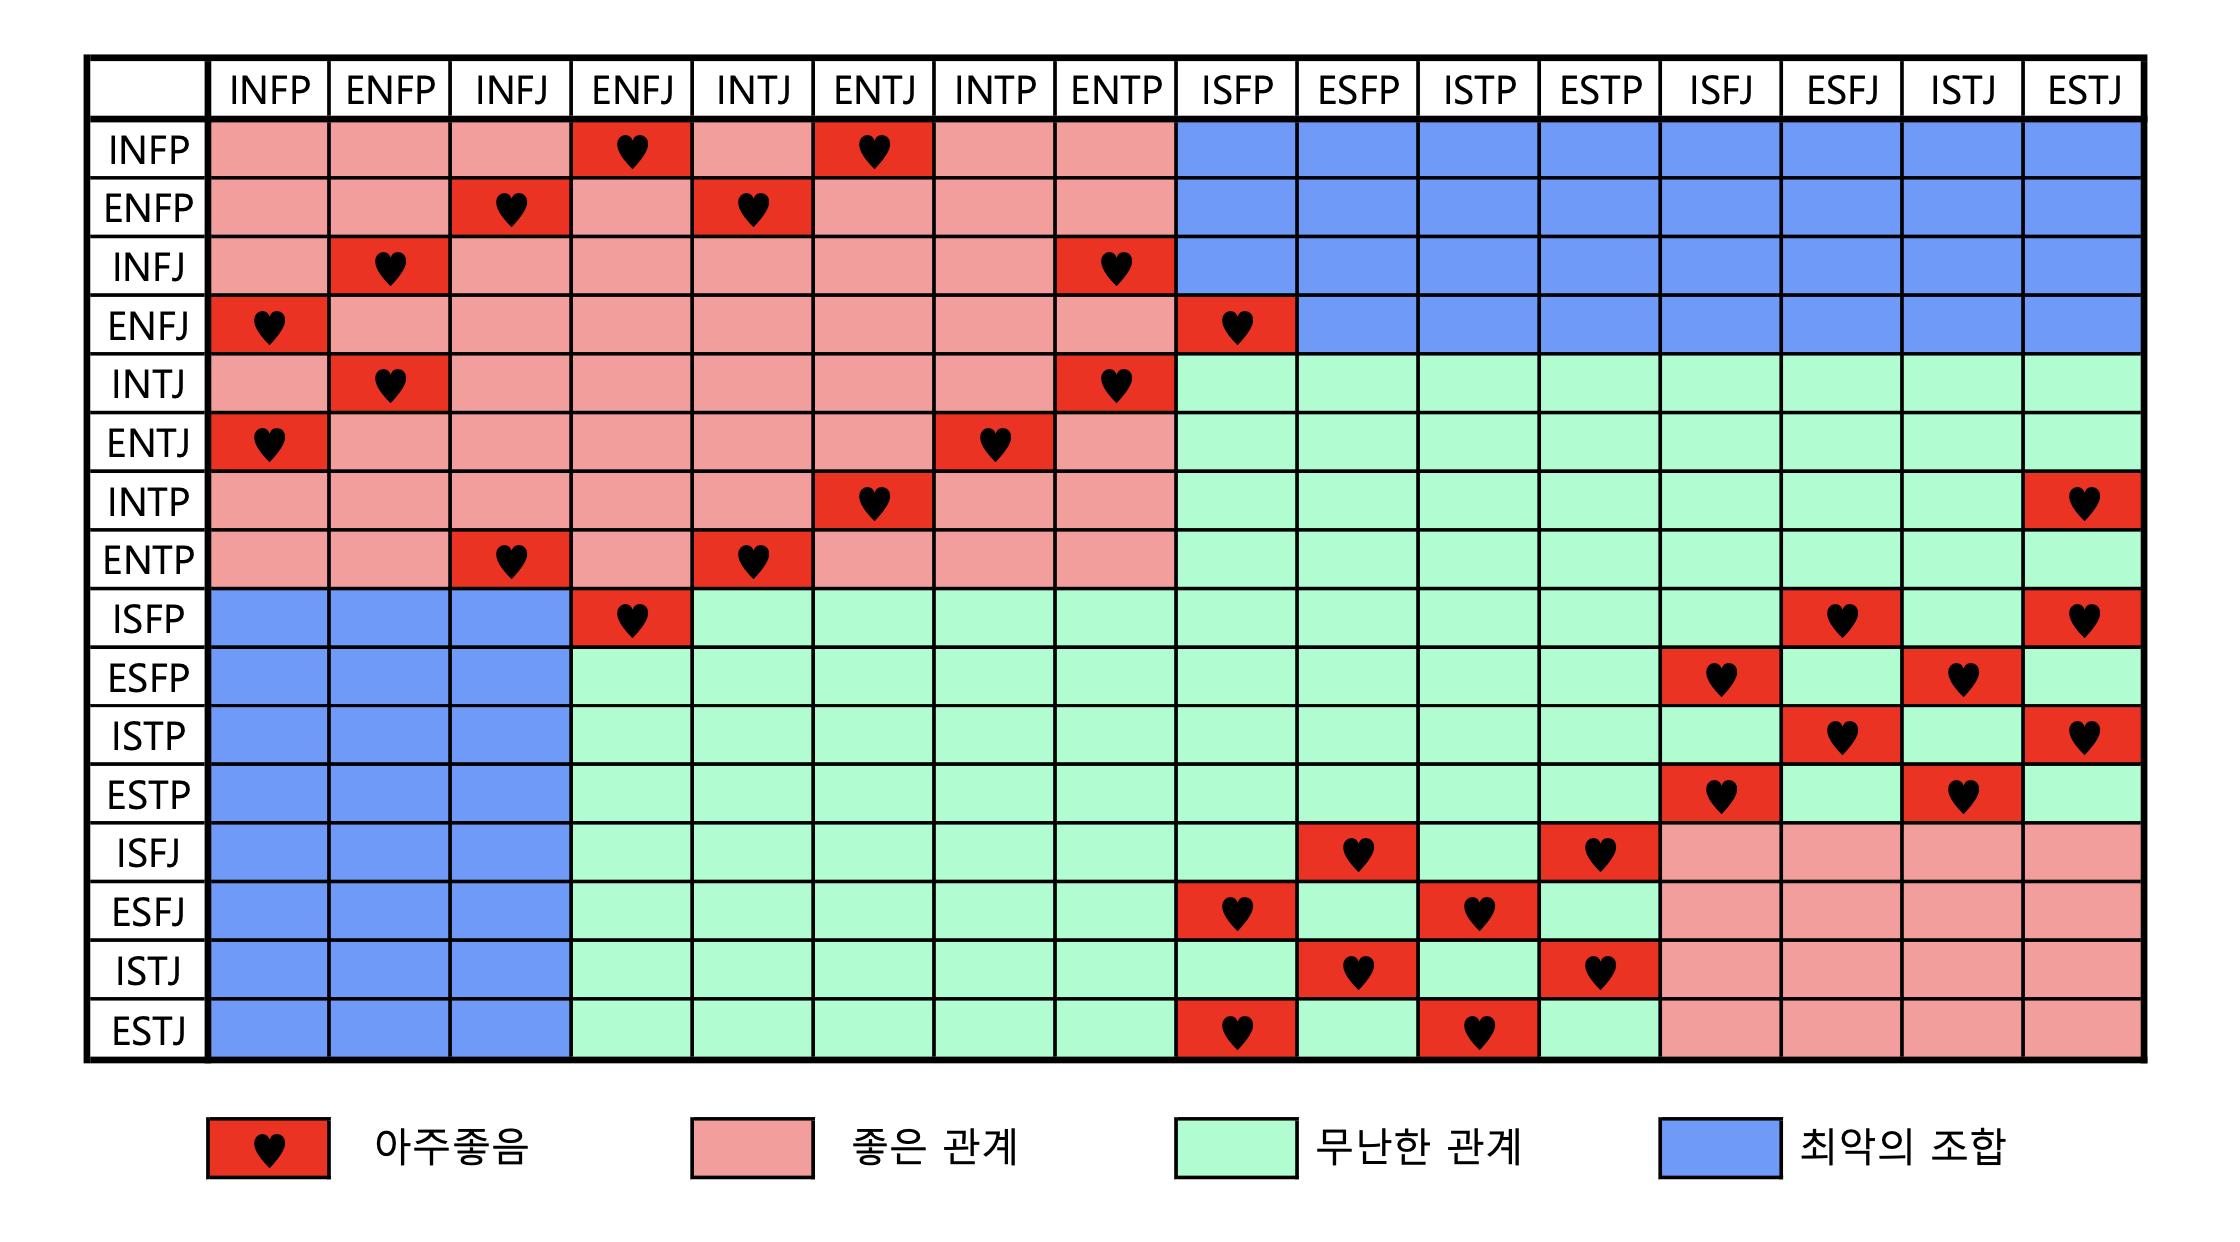 INFP ENFP INFJ ENFJ INTJ ENTJ INTP ENTP ISFP ESFP ISTP ESTP ISFJ ESFJ ISTJ ESTJ
INFP ♥ ♥
ENFP ♥ ♥
INFJ ♥ ♥
ENFJ ♥ ♥
INTJ ♥ ♥
ENTJ ♥ ♥
INTP ♥ ♥
ENTP ♥ ♥
ISFP ♥ ♥ ♥
ESFP ♥ ♥
ISTP ♥ ♥
ESTP ♥ ♥
ISFJ ♥ ♥
ESFJ ♥ ♥
ISTJ ♥ ♥
ESTJ ♥ ♥
♥ 아주좋음 좋은 관계 무난한 관계 최악의 조합